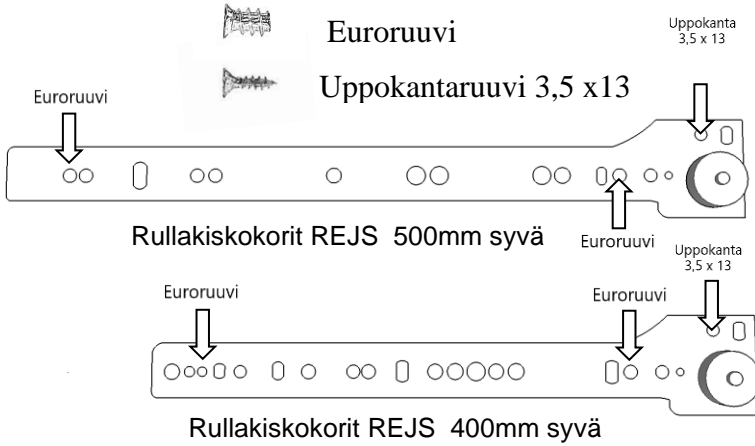 Euroruuvi
Uppokanta
3,5 x 13
Uppokantaruuvi 3,5 x13
Euroruuvi
Rullakiskokorit REJS 500mm syvä
Euroruuvi
Uppokanta
3,5 x 13
Euroruuvi
Euroruuvi
Rullakiskokorit REJS 400mm syvä